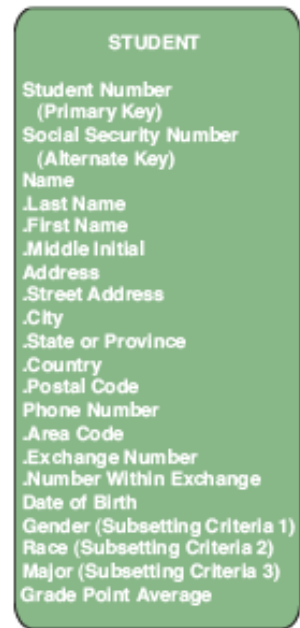 STUDENT
Student Number
(Primary Key)
Social Security Number
(Alternate Key)
Name
.Last Name
.First Name
.Middle Initial
Address
.Street Address
.City
.State or Province
.Country
.Postal Code
Phone Number
.Area Code
.Exchange Number
.Number Within Exchange
Date of Birth
Gender (Subsetting Criteria 1)
Race (Subsetting Criteria 2)
Major (Subsetting Criteria 3)
Grade Point Average